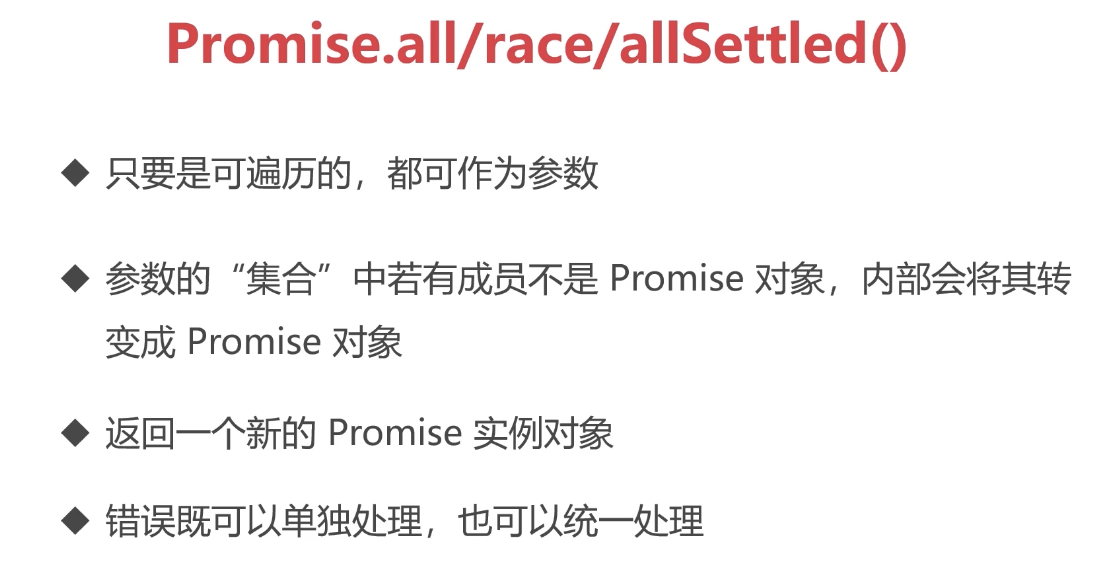 Promise.all/race/allSettled()
◆ 只要是可遍历的，都可作为参数
◆ 参数的“集合”中若有成员不是 Promise 对象，内部会将其转
变成 Promise 对象
◆ 返回一个新的 Promise 实例对象
◆ 错误既可以单独处理，也可以统一处理